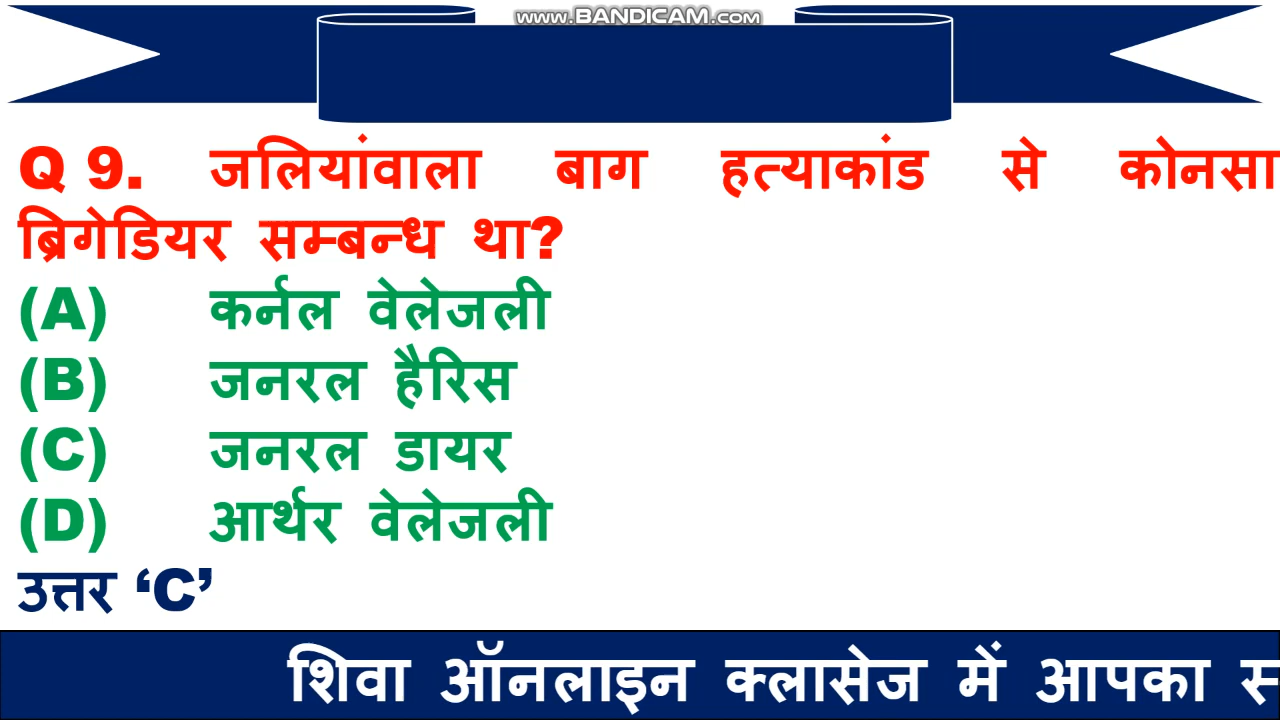 www.BANDICAM.com
Q 9. जलियांवाला बाग हत्याकांड से कोनसा
ब्रिगेडियर सम्बन्ध था?
(A) कर्नल वेलेजली
(B) जनरल हैरिस
(C) जनरल डायर
(D) आर्थर वेलेजली
उत्तर ‘C’
शिवा ऑनलाइन क्लासेज में आपका